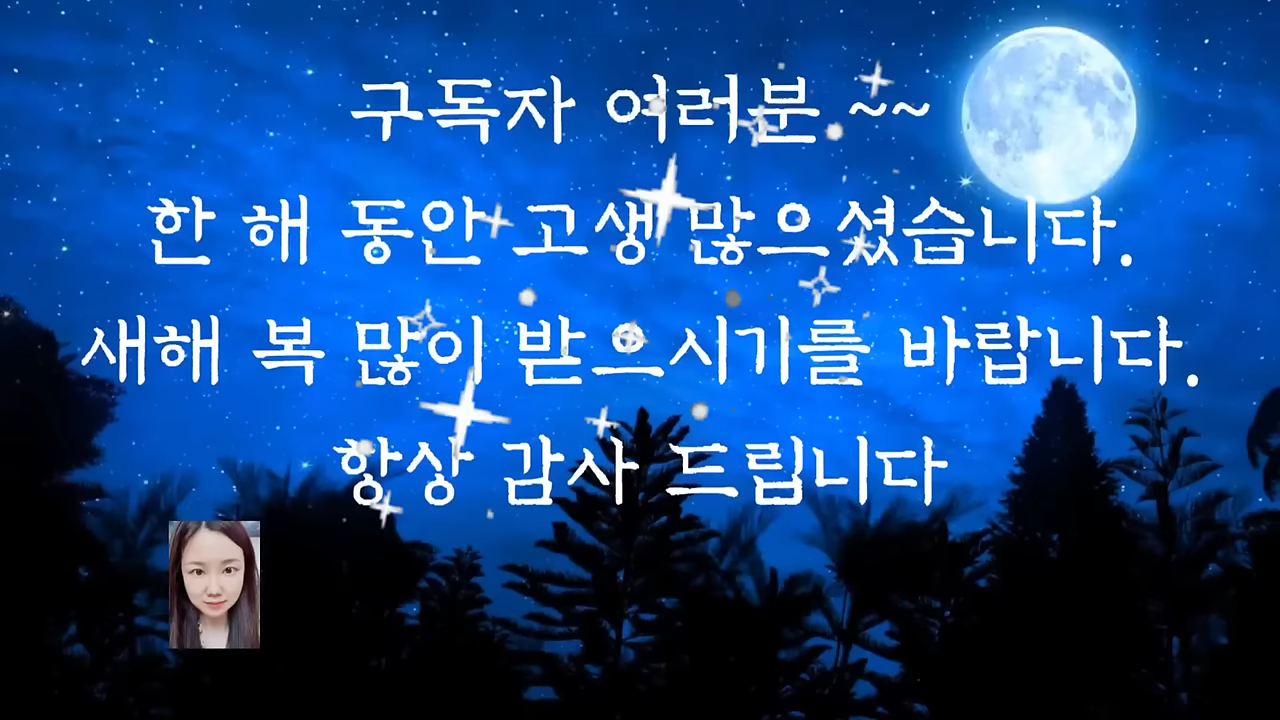 구독자 여러분 ~~
한 해 동안 고생 많으셨습니다.
새해 복 많이 받으시기를 바랍니다.
항상 감사 드립니다